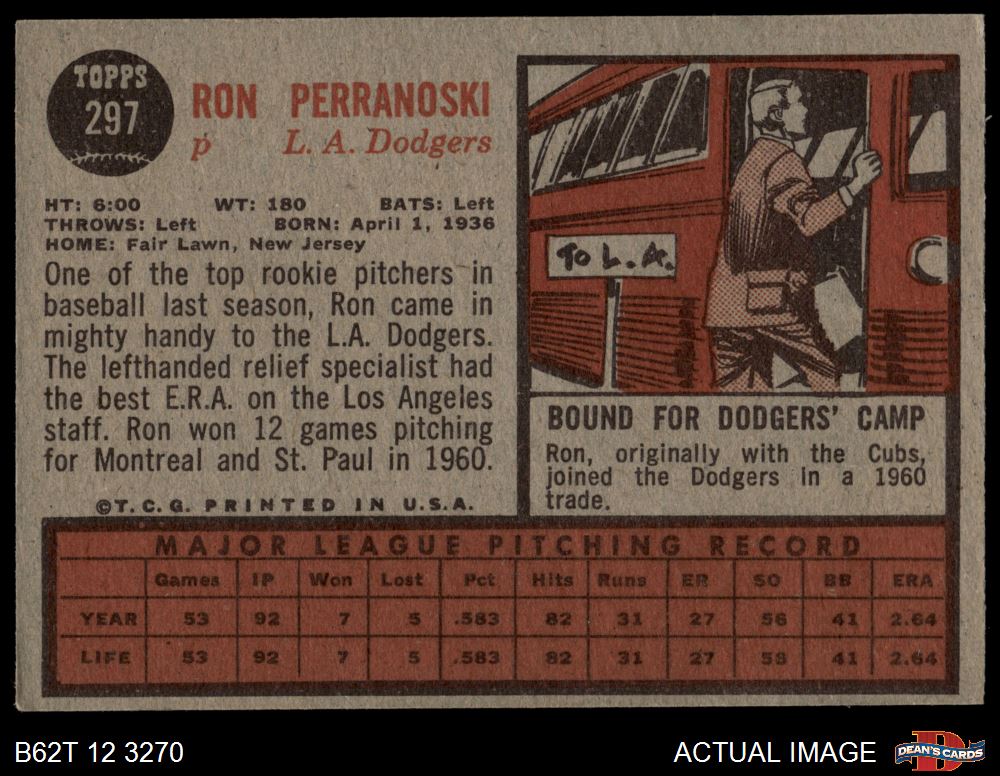 TOPPS
297
RON PERRANOSKI
p L. A. Dodgers
HT: 6:00 WT: 180 BATS: Left
THROWS: Left BORN: April 1, 1936
HOME: Fair Lawn, New Jersey
One of the top rookie pitchers in
baseball last season, Ron came in
mighty handy to the L.A. Dodgers.
The lefthanded relief specialist had
the best E.R.A. on the Los Angeles
staff. Ron won 12 games pitching
for Montreal and St. Paul in 1960.
©T.C.G. PRINTED IN U.S.A.
To L.A.
BOUND FOR DODGERS' CAMP
Ron, originally with the Cubs,
joined the Dodgers in a 1960
trade.
MAJOR LEAGUE PITCHING RECORD
Games IP Won Lost Pct Hits Runs ER SO BB ERA
YEAR 53 92 7 5 .583 82 31 27 56 41 2.64
LIFE 53 92 7 5 .583 82 31 27 56 41 2.64
B62T 12 3270 ACTUAL IMAGE DEAN'S CARDS